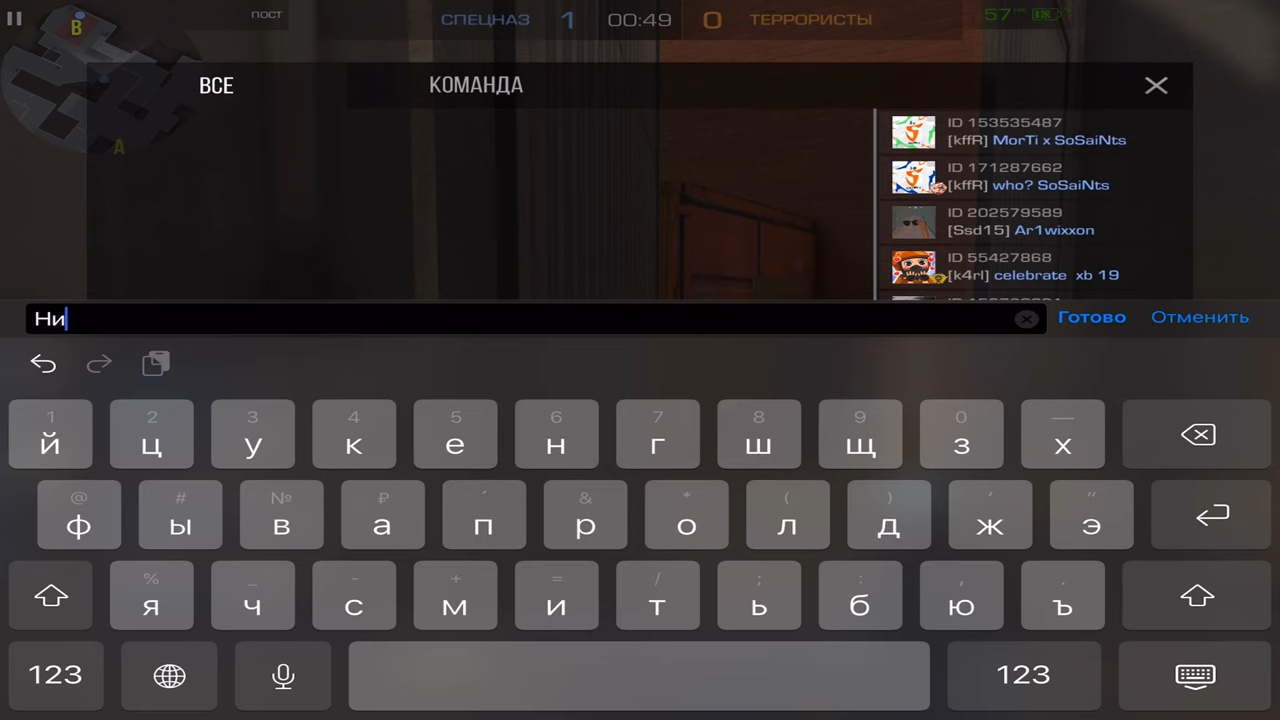 ПОСТ
СПЕЦНАЗ 1 00:49 0 ТЕРРОРИСТЫ
57
B
A
ВСЕ КОМАНДА
ID 153535487
[kffR] MorTi x SoSaiNts
ID 171287662
[kffR] who? SoSaiNts
ID 202579589
[Ssd15] Ar1wixxon
ID 55427868
[k4rl] celebrate xb 19
Ни Готово Отменить
1 2 3 4 5 6 7 8 9 0 —
й ц у к е н г ш щ з х
@ # № ₽ ´ & * ( ) ‘ "
ф ы в а п р о л д ж э
% _ - + = / ; : , .
я ч с м и т ь б ю ъ
123 123